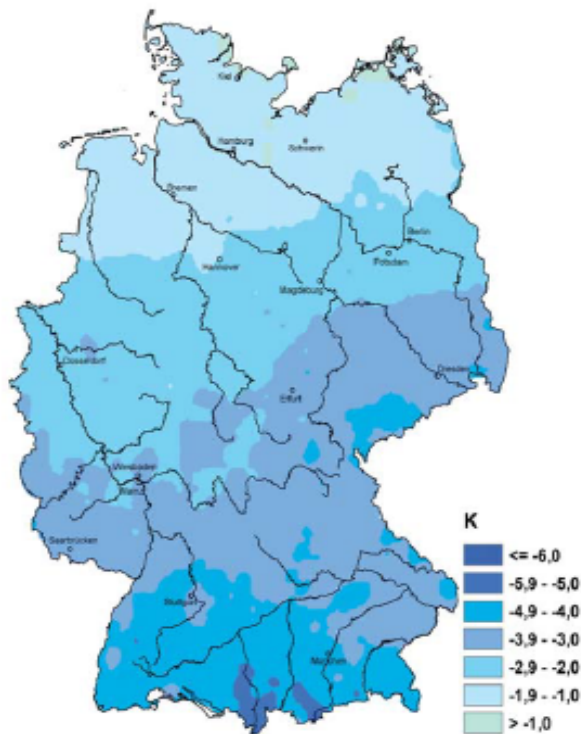 Kiel
Hamburg
Schwerin
Bremen
Berlin
Hannover
Potsdam
Magdeburg
Düsseldorf
Dresden
Erfurt
Wiesbaden
Mainz
Saarbrücken
Stuttgart
München
K
<= -6,0
-5,9 - -5,0
-4,9 - -4,0
-3,9 - -3,0
-2,9 - -2,0
-1,9 - -1,0
> -1,0